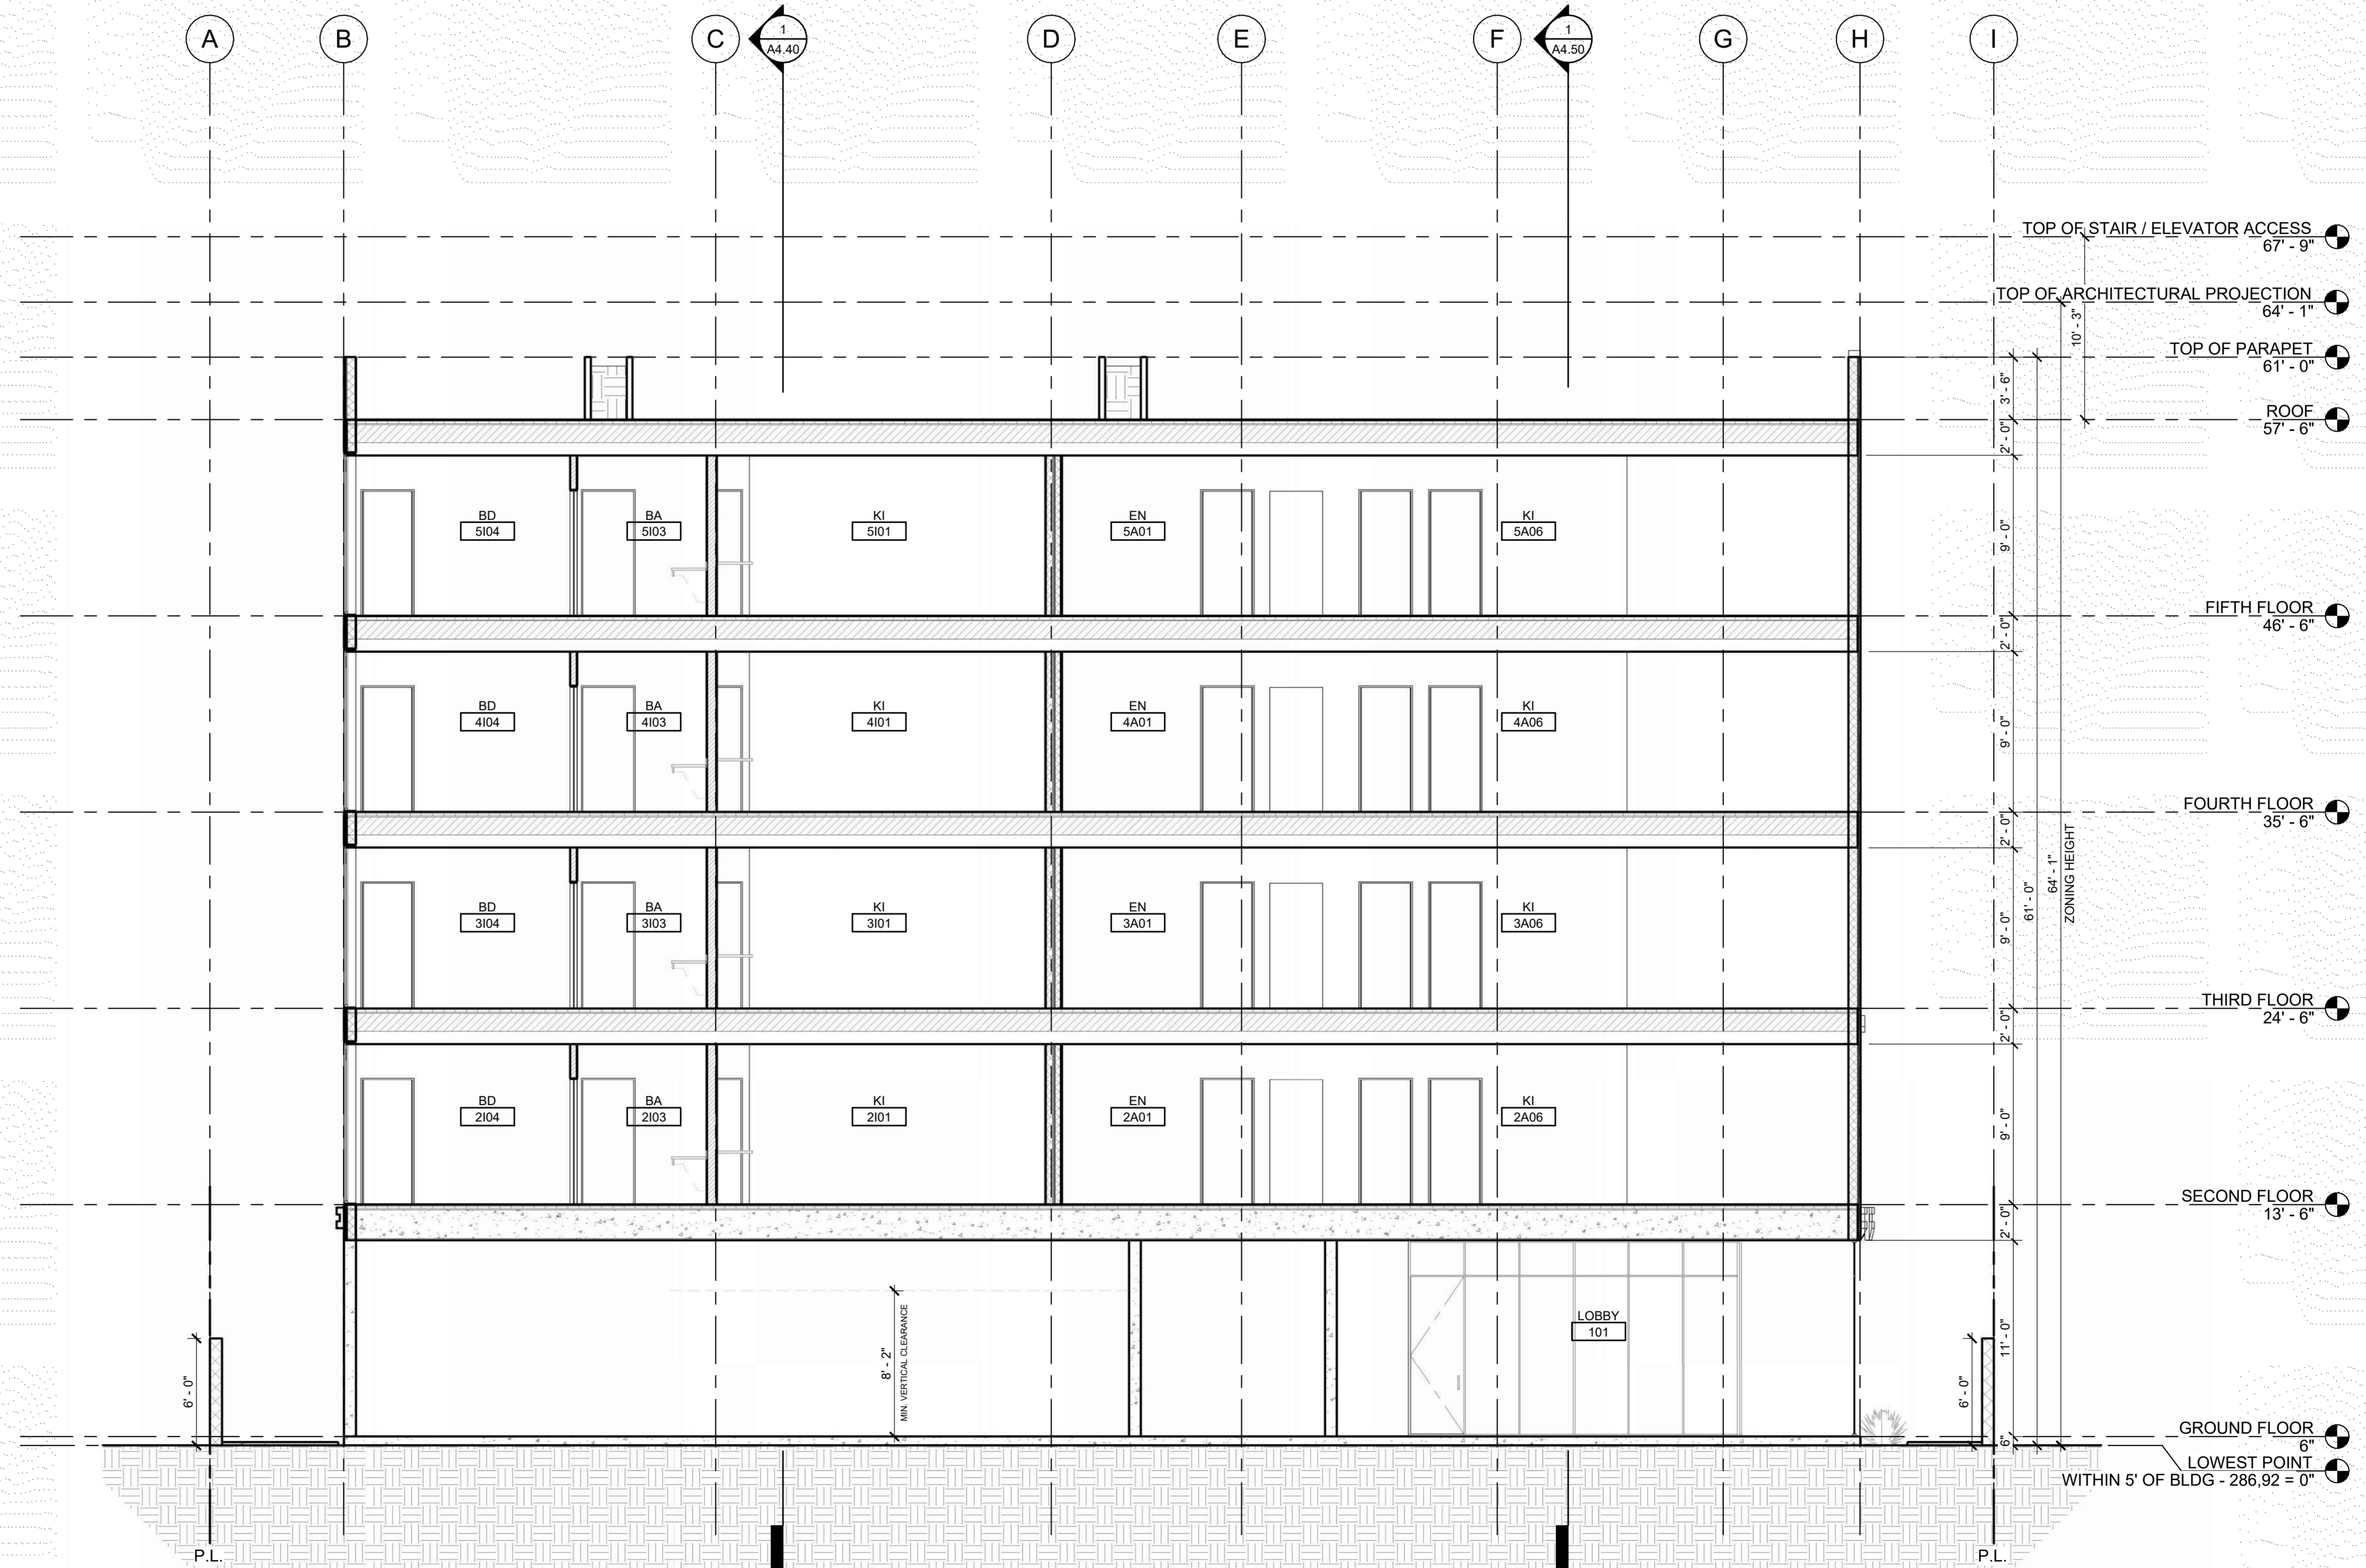 A
B
C
1
A4.40
D
E
F
1
A4.50
G
H
I
TOP OF STAIR / ELEVATOR ACCESS
67' - 9"
TOP OF ARCHITECTURAL PROJECTION
64' - 1"
10' - 3"
TOP OF PARAPET
61' - 0"
3' - 6"
ROOF
57' - 6"
2' - 0"
BD
5I04
BA
5I03
KI
5I01
EN
5A01
KI
5A06
9' - 0"
FIFTH FLOOR
46' - 6"
2' - 0"
BD
4I04
BA
4I03
KI
4I01
EN
4A01
KI
4A06
9' - 0"
FOURTH FLOOR
35' - 6"
2' - 0"
61' - 0"
64' - 1"
ZONING HEIGHT
BD
3I04
BA
3I03
KI
3I01
EN
3A01
KI
3A06
9' - 0"
THIRD FLOOR
24' - 6"
2' - 0"
BD
2I04
BA
2I03
KI
2I01
EN
2A01
KI
2A06
9' - 0"
SECOND FLOOR
13' - 6"
2' - 0"
LOBBY
101
11' - 0"
8' - 2"
MIN. VERTICAL CLEARANCE
6' - 0"
6' - 0"
GROUND FLOOR
6"
6"
LOWEST POINT
WITHIN 5' OF BLDG - 286,92 = 0"
P.L.
P.L.